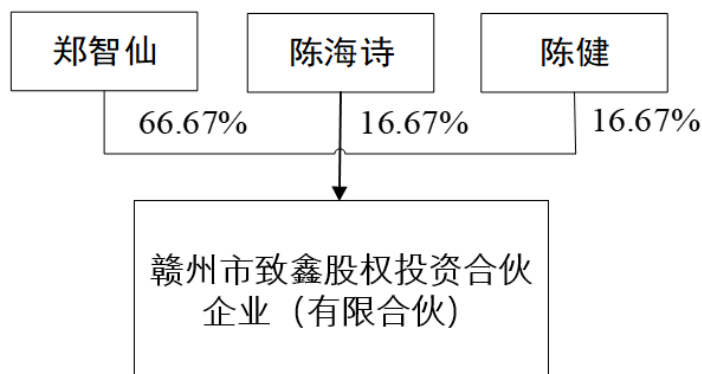 郑智仙
陈海诗
陈健
66.67%
16.67%
16.67%
赣州市致鑫股权投资合伙
企业（有限合伙）